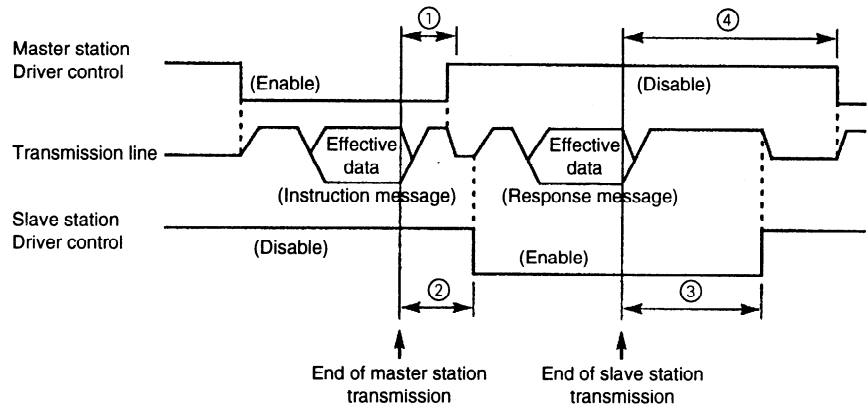 ① ④
Master station
Driver control
(Enable)
(Disable)
Transmission line
Effective
data
Effective
data
(Instruction message)
(Response message)
Slave station
Driver control
(Disable)
(Enable)
② ③
End of master station
transmission
End of slave station
transmission